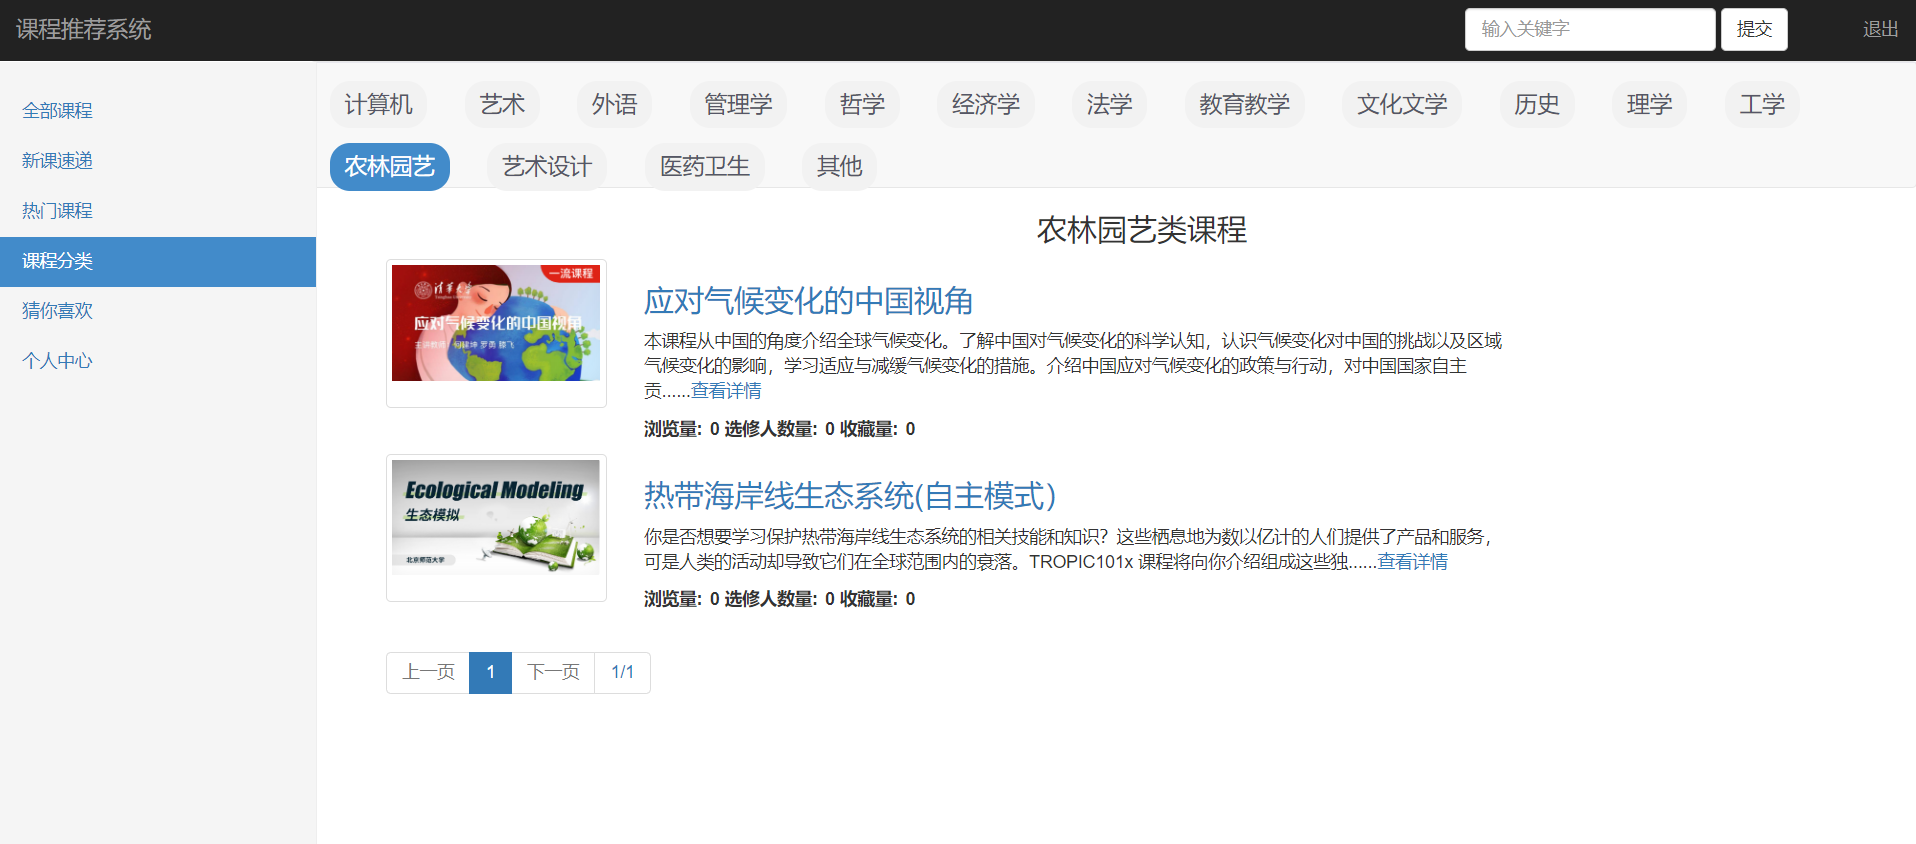 课程推荐系统
输入关键字
提交
退出
全部课程
新课速递
热门课程
课程分类
猜你喜欢
个人中心
计算机 艺术 外语 管理学 哲学 经济学 法学 教育教学 文化文学 历史 理学 工学
农林园艺 艺术设计 医药卫生 其他
农林园艺类课程
一流课程
清华大学
应对气候变化的中国视角
应对气候变化的中国视角
本课程从中国的角度介绍全球气候变化。了解中国对气候变化的科学认知，认识气候变化对中国的挑战以及区域
气候变化的影响，学习适应与减缓气候变化的措施。介绍中国应对气候变化的政策与行动，对中国国家自主
贡......查看详情
浏览量: 0 选修人数量: 0 收藏量: 0
Ecological Modeling
生态模拟
北京师范大学
热带海岸线生态系统(自主模式）
你是否想要学习保护热带海岸线生态系统的相关技能和知识？这些栖息地为数以亿计的人们提供了产品和服务，
可是人类的活动却导致它们在全球范围内的衰落。TROPIC101x 课程将向你介绍组成这些独......查看详情
浏览量: 0 选修人数量: 0 收藏量: 0
上一页 1 下一页 1/1